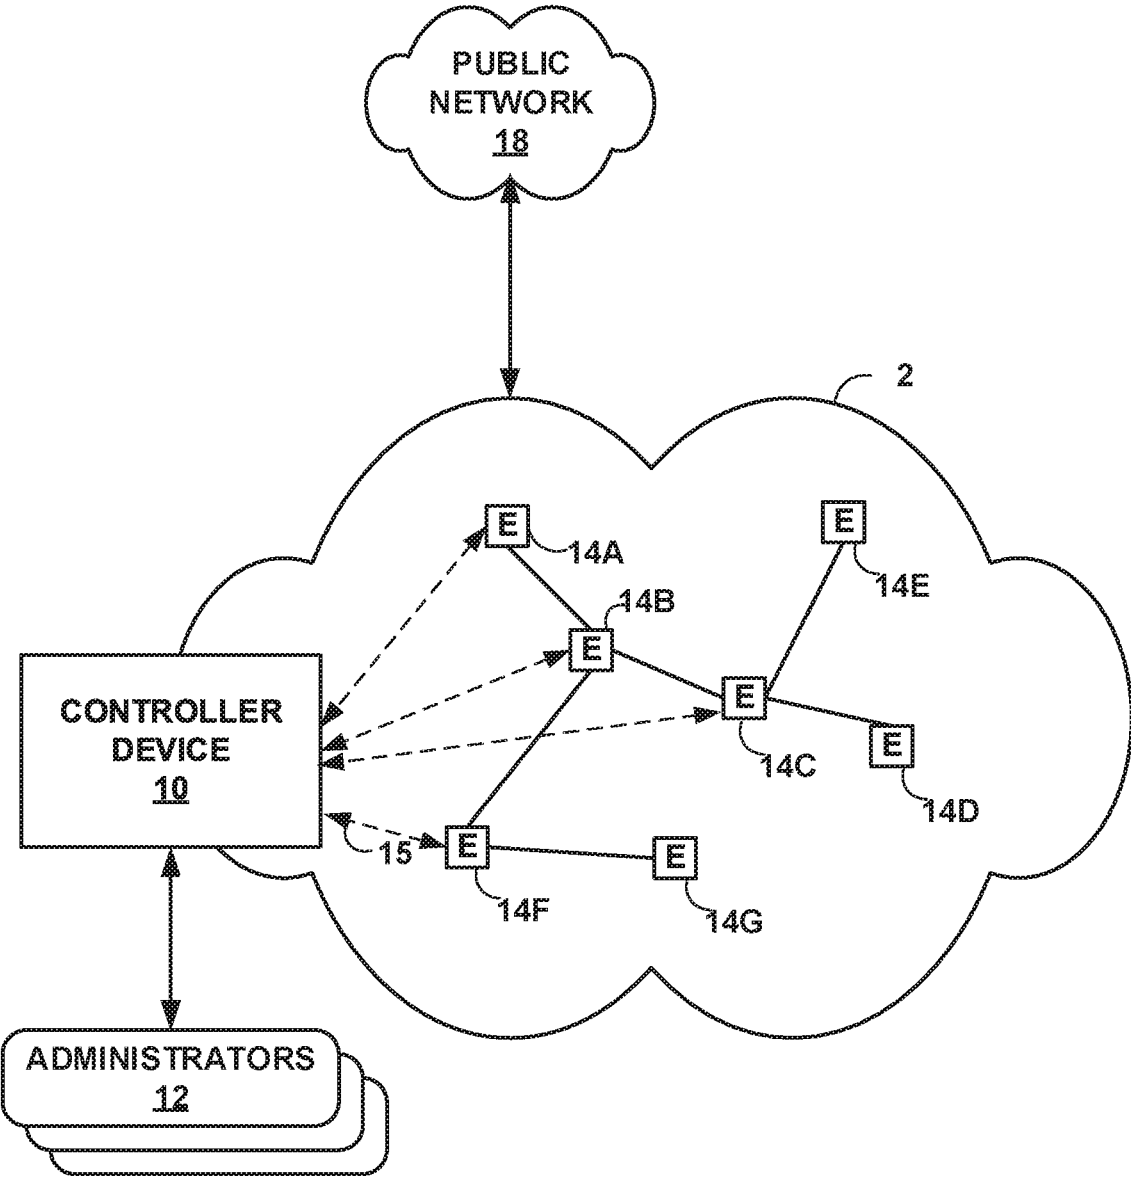 PUBLIC
NETWORK
18
2
E
14A
E
14E
14B
E
E
14C
E
14D
CONTROLLER
DEVICE
10
15
E
14F
E
14G
ADMINISTRATORS
12